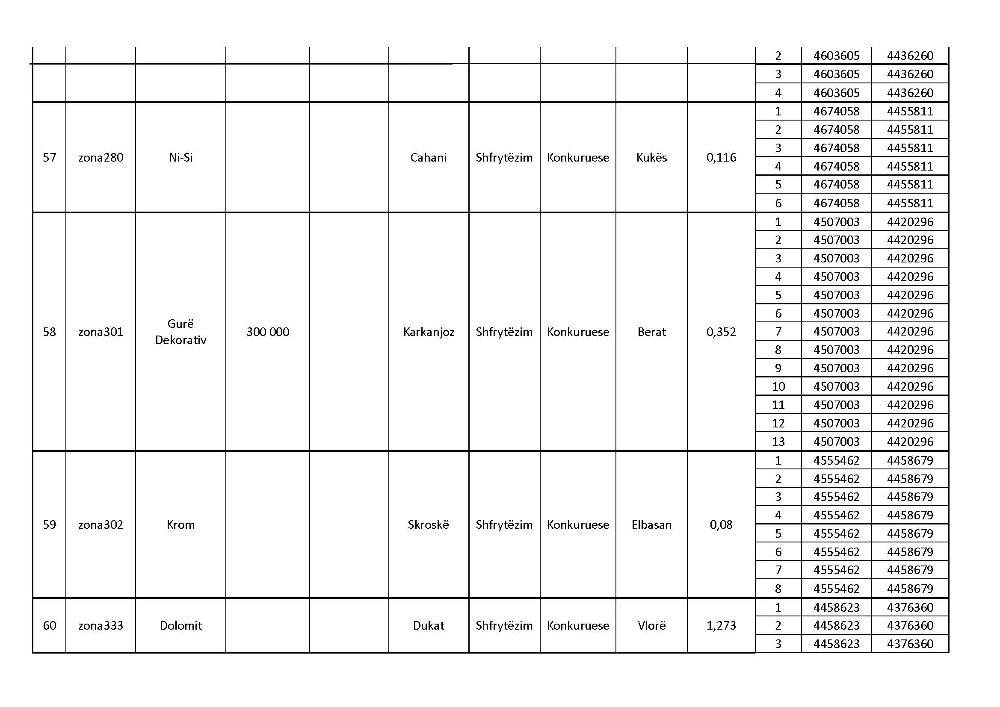 2 4603605 4436260
3 4603605 4436260
4 4603605 4436260
1 4674058 4455811
2 4674058 4455811
3 4674058 4455811
57 zona280 Ni-Si Cahani Shfrytëzim Konkuruese Kukës 0,116
4 4674058 4455811
5 4674058 4455811
6 4674058 4455811
1 4507003 4420296
2 4507003 4420296
3 4507003 4420296
4 4507003 4420296
5 4507003 4420296
6 4507003 4420296
Gurë
58 zona301 300 000 Karkanjoz Shfrytëzim Konkuruese Berat 0,352 7 4507003 4420296
Dekorativ
8 4507003 4420296
9 4507003 4420296
10 4507003 4420296
11 4507003 4420296
12 4507003 4420296
13 4507003 4420296
1 4555462 4458679
2 4555462 4458679
3 4555462 4458679
4 4555462 4458679
59 zona302 Krom Skroskë Shfrytëzim Konkuruese Elbasan 0,08
5 4555462 4458679
6 4555462 4458679
7 4555462 4458679
8 4555462 4458679
1 4458623 4376360
60 zona333 Dolomit Dukat Shfrytëzim Konkuruese Vlorë 1,273 2 4458623 4376360
3 4458623 4376360